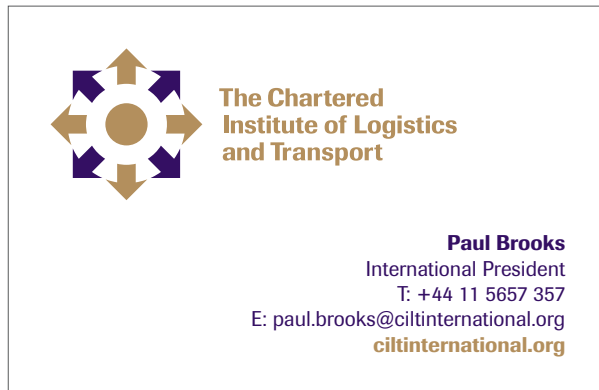 The Chartered
Institute of Logistics
and Transport
Paul Brooks
International President
T: +44 11 5657 357
E: paul.brooks@ciltinternational.org
ciltinternational.org